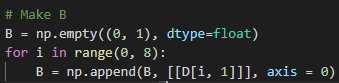 # Make B
B = np.empty((0, 1), dtype=float)
for i in range(0, 8):
    B = np.append(B, [[D[i, 1]]], axis = 0)